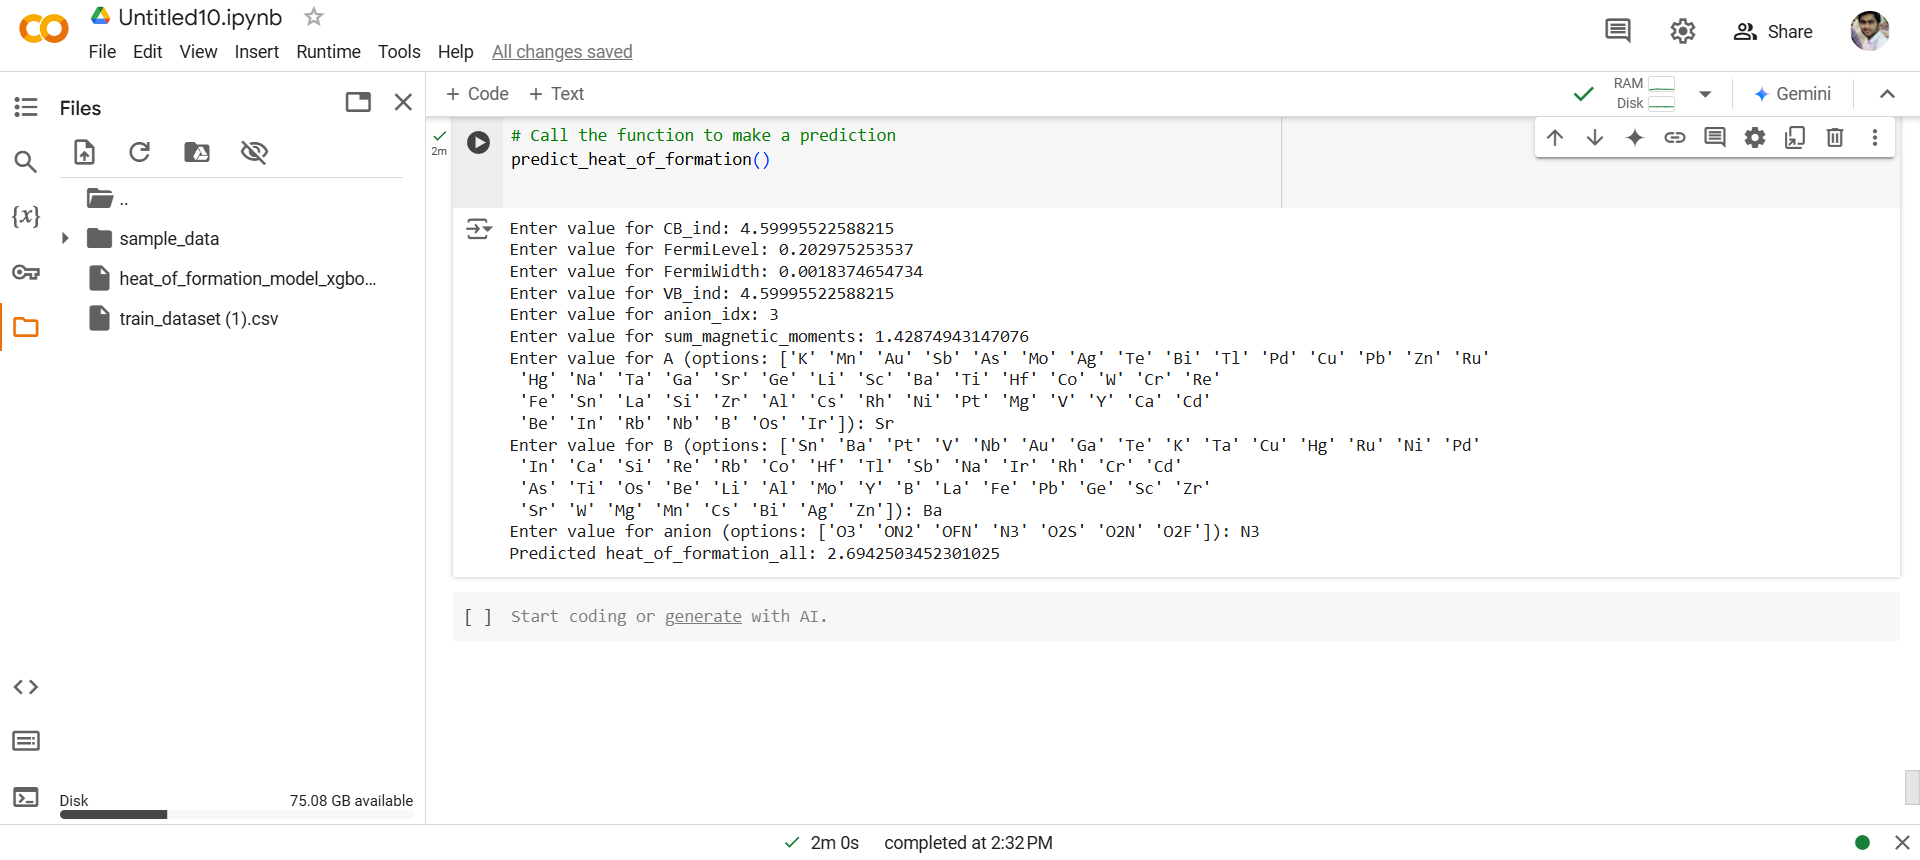 Untitled10.ipynb
File Edit View Insert Runtime Tools Help All changes saved
Share
Files
+ Code + Text
RAM
Disk
Gemini
..
sample_data
heat_of_formation_model_xgbo...
train_dataset (1).csv
Disk 75.08 GB available
2m
# Call the function to make a prediction
predict_heat_of_formation()
Enter value for CB_ind: 4.59995522588215
Enter value for FermiLevel: 0.202975253537
Enter value for FermiWidth: 0.0018374654734
Enter value for VB_ind: 4.59995522588215
Enter value for anion_idx: 3
Enter value for sum_magnetic_moments: 1.42874943147076
Enter value for A (options: ['K' 'Mn' 'Au' 'Sb' 'As' 'Mo' 'Ag' 'Te' 'Bi' 'Tl' 'Pd' 'Cu' 'Pb' 'Zn' 'Ru'
'Hg' 'Na' 'Ta' 'Ga' 'Sr' 'Ge' 'Li' 'Sc' 'Ba' 'Ti' 'Hf' 'Co' 'W' 'Cr' 'Re'
'Fe' 'Sn' 'La' 'Si' 'Zr' 'Al' 'Cs' 'Rh' 'Ni' 'Pt' 'Mg' 'V' 'Y' 'Ca' 'Cd'
'Be' 'In' 'Rb' 'Nb' 'B' 'Os' 'Ir']): Sr
Enter value for B (options: ['Sn' 'Ba' 'Pt' 'V' 'Nb' 'Au' 'Ga' 'Te' 'K' 'Ta' 'Cu' 'Hg' 'Ru' 'Ni' 'Pd'
'In' 'Ca' 'Si' 'Re' 'Rb' 'Co' 'Hf' 'Tl' 'Sb' 'Na' 'Ir' 'Rh' 'Cr' 'Cd'
'As' 'Ti' 'Os' 'Be' 'Li' 'Al' 'Mo' 'Y' 'B' 'La' 'Fe' 'Pb' 'Ge' 'Sc' 'Zr'
'Sr' 'W' 'Mg' 'Mn' 'Cs' 'Bi' 'Ag' 'Zn']): Ba
Enter value for anion (options: ['O3' 'ON2' 'OFN' 'N3' 'O2S' 'O2N' 'O2F']): N3
Predicted heat_of_formation_all: 2.6942503452301025
[ ] Start coding or generate with AI.
2m 0s completed at 2:32 PM